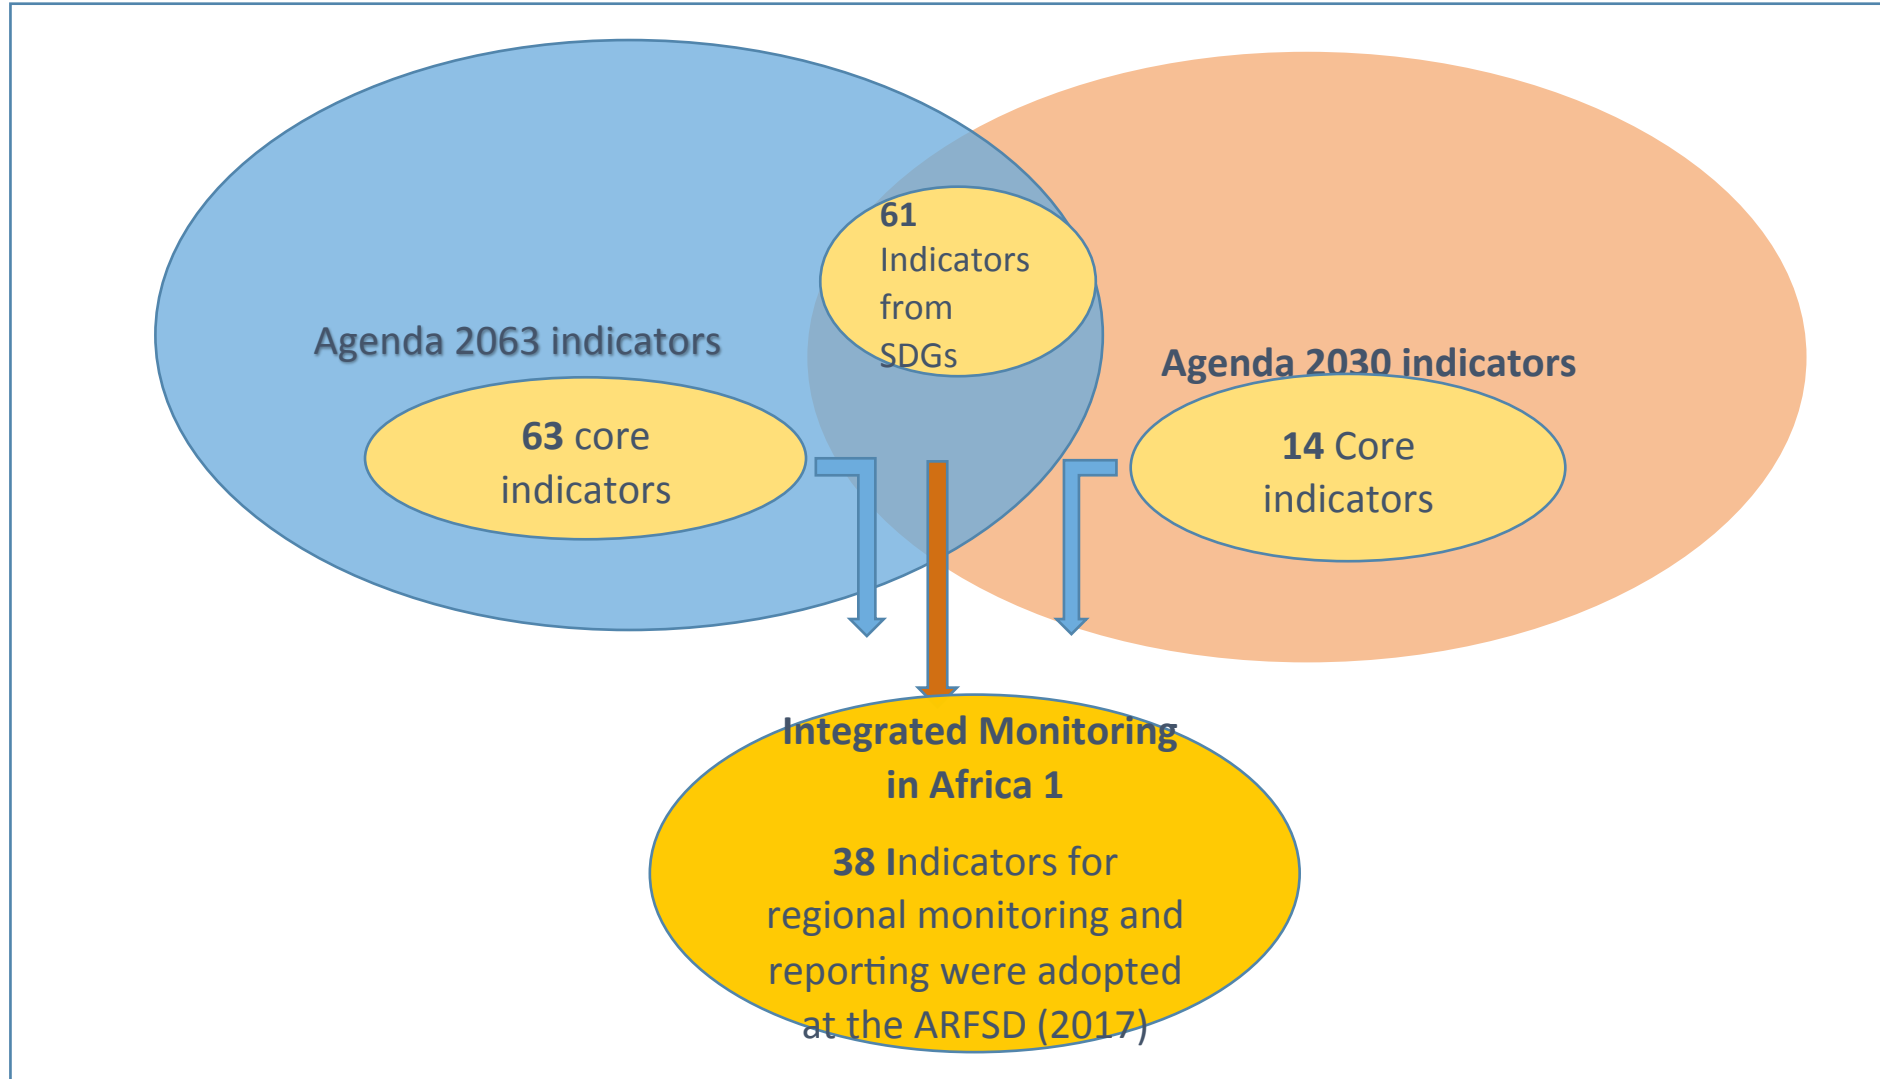 61
Indicators
from
SDGs
Agenda 2063 indicators
Agenda 2030 indicators
63 core
indicators
14 Core
indicators
Integrated Monitoring
in Africa 1
38 Indicators for
regional monitoring and
reporting were adopted
at the ARFSD (2017)